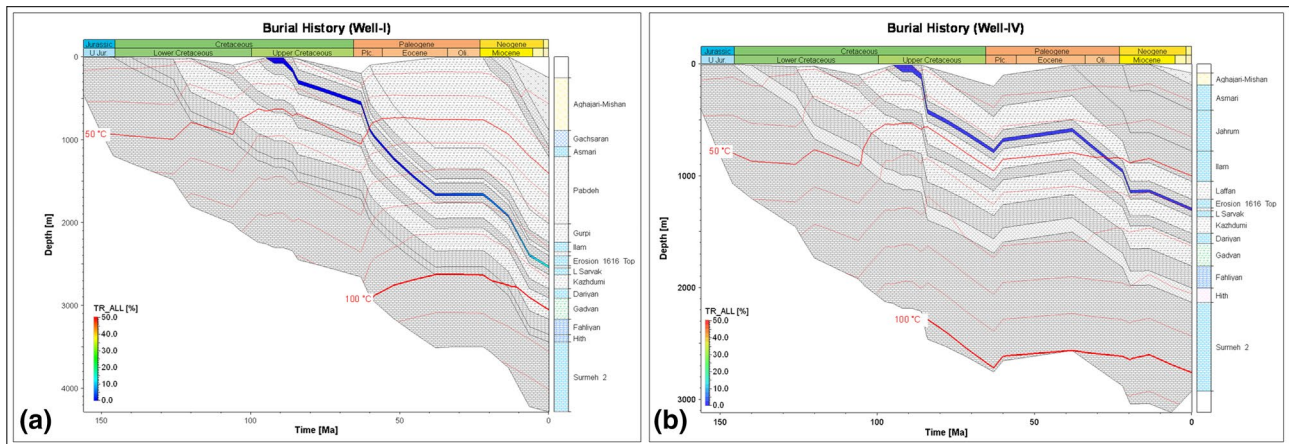 Burial History (Well-I)
Jurassic Cretaceous Paleogene Neogene
U Jur. Lower Cretaceous Upper Cretaceous Plc. Eocene Oli. Miocene
0
1000
2000
3000
4000
Depth [m]
50 °C
100 °C
TR_ALL [%]
50.0
40.0
30.0
20.0
10.0
0.0
150 100 50 0
Time [Ma]
Aghajari-Mishan
Gachsaran
Asmari
Pabdeh
Gurpi
Ilam
Erosion 1616 Top
L Sarvak
Kazhdumi
Dariyan
Gadvan
Fahliyan
Hith
Surmeh 2
(a)
Burial History (Well-IV)
Jurassic Cretaceous Paleogene Neogene
U Jur. Lower Cretaceous Upper Cretaceous Plc. Eocene Oli. Miocene
0
1000
2000
3000
Depth [m]
50 °C
100 °C
TR_ALL [%]
50.0
40.0
30.0
20.0
10.0
0.0
150 100 50 0
Time [Ma]
Aghajari-Mishan
Asmari
Jahrum
Ilam
Laffan
Erosion 1616 Top
L Sarvak
Kazhdumi
Dariyan
Gadvan
Fahliyan
Hith
Surmeh 2
(b)